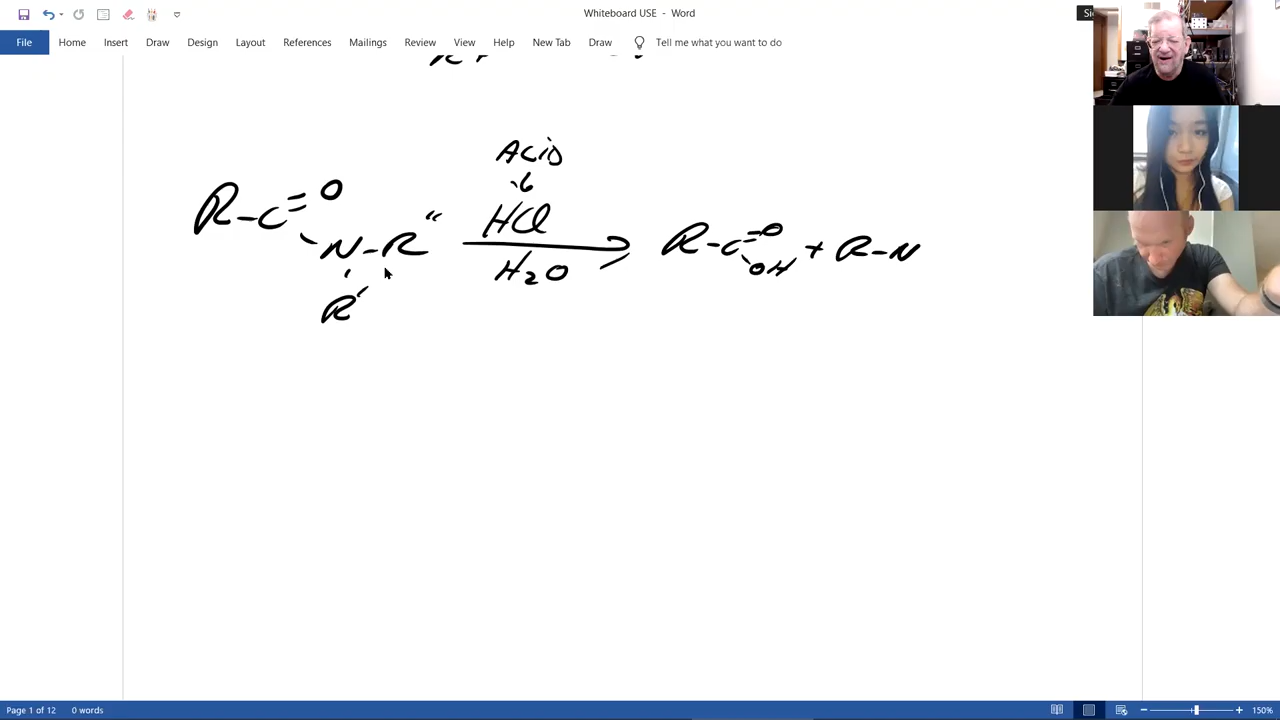 Whiteboard USE - Word
File Home Insert Draw Design Layout References Mailings Review View Help New Tab Draw Tell me what you want to do
Acid
HCl
R-C=O
N-R"
R'
H2O
R-C=O
OH
+ R-N
Page 1 of 12 0 words
150%